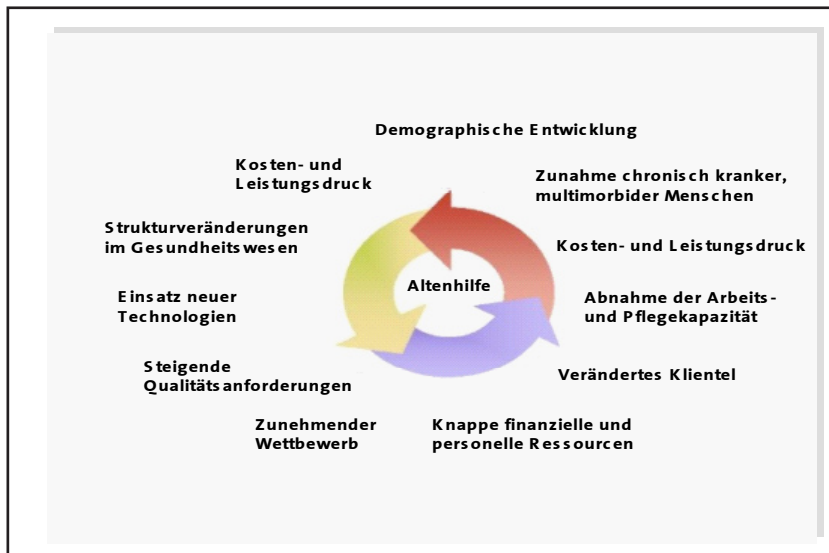 Demographische Entwicklung
Kosten- und
Leistungsdruck
Zunahme chronisch kranker,
multimorbider Menschen
Strukturveränderungen
im Gesundheitswesen
Kosten- und Leistungsdruck
Altenhilfe
Einsatz neuer
Technologien
Abnahme der Arbeits-
und Pflegekapazität
Steigende
Qualitätsanforderungen
Verändertes Klientel
Zunehmender
Wettbewerb
Knappe finanzielle und
personelle Ressourcen